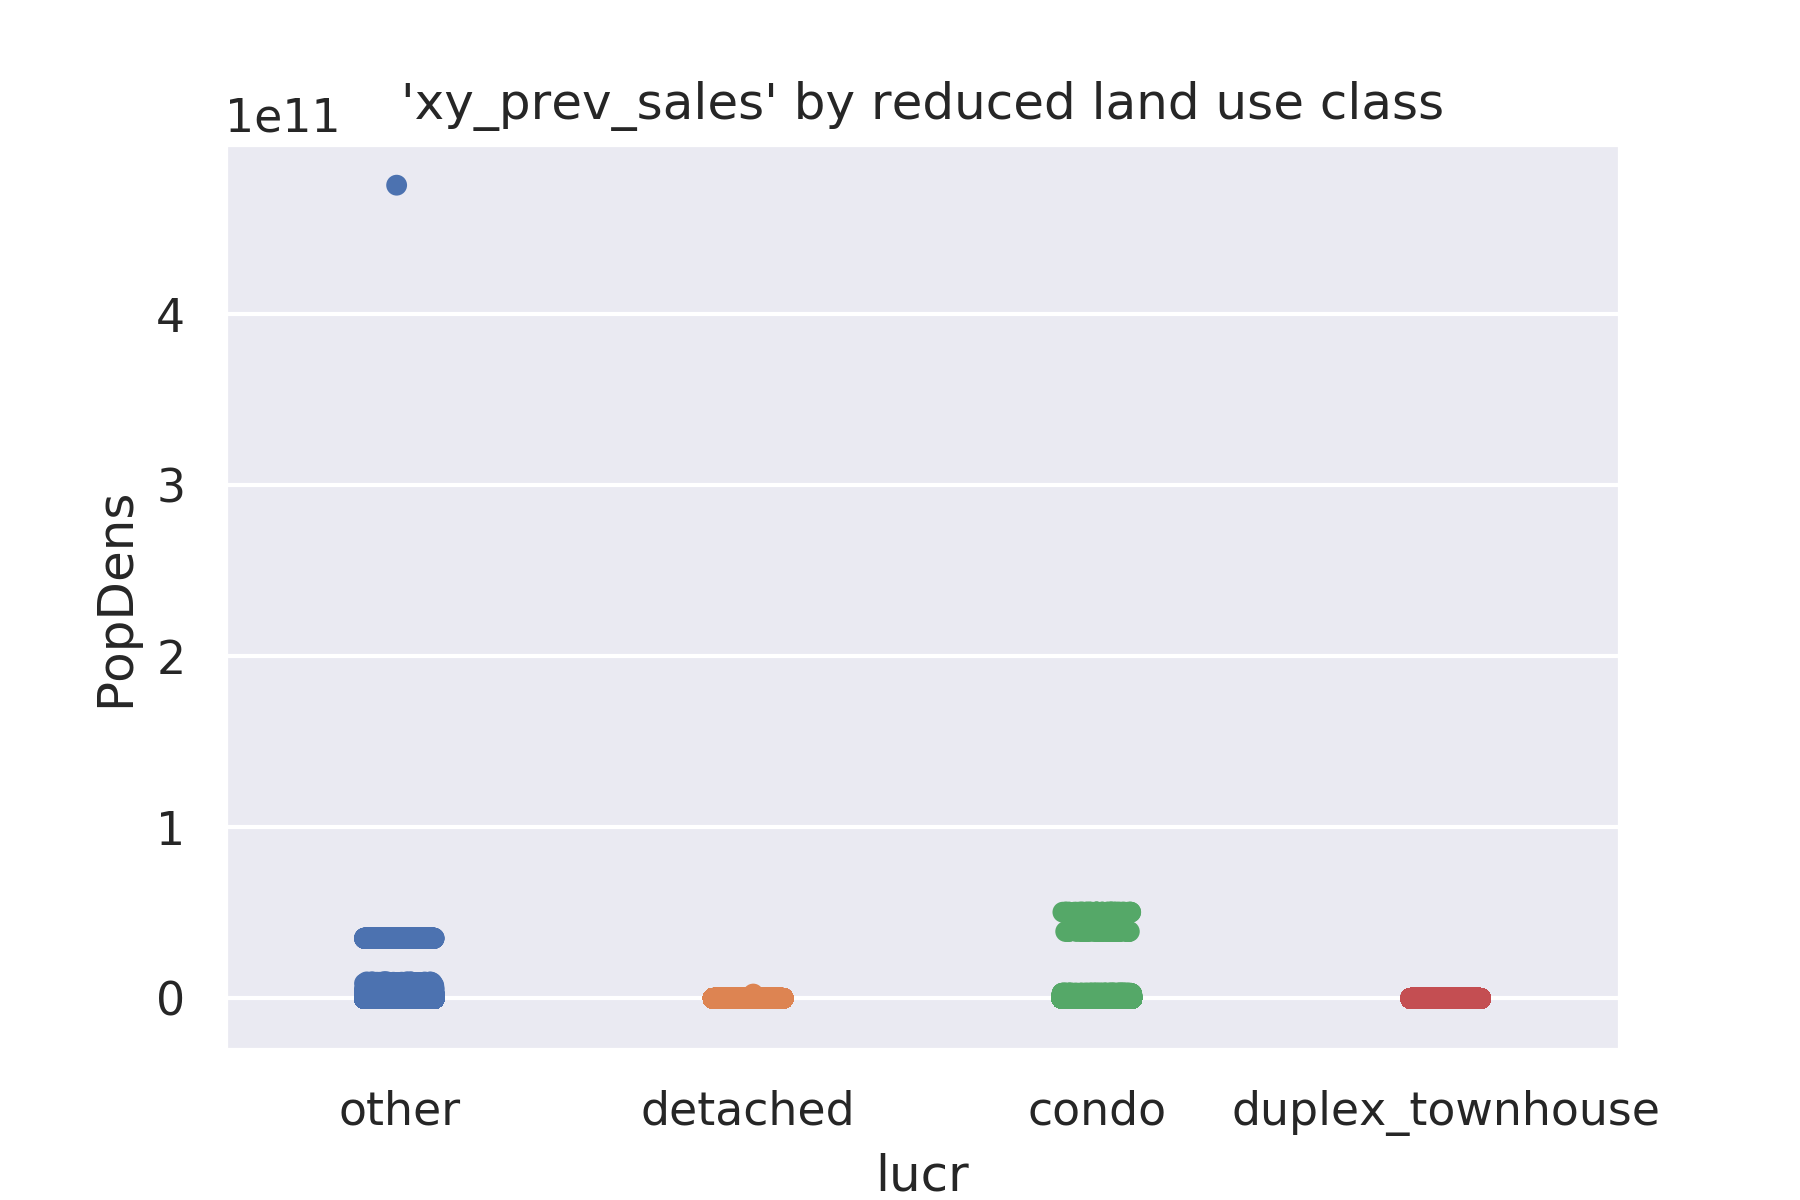 'xy_prev_sales' by reduced land use class
1e11
4
3
2
1
0
PopDens
other
detached
condo
duplex_townhouse
lucr